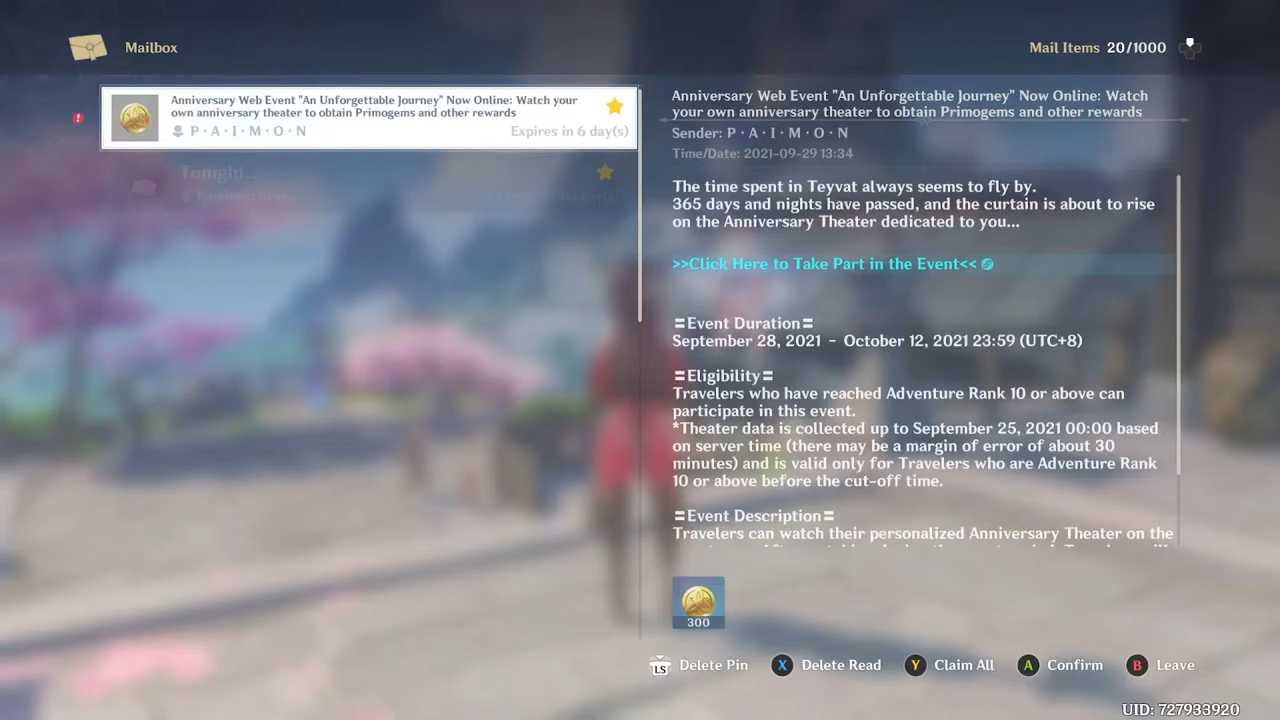 Mailbox
Mail Items 20/1000
Anniversary Web Event "An Unforgettable Journey" Now Online: Watch your
own anniversary theater to obtain Primogems and other rewards
P·A·I·M·O·N
Expires in 6 day(s)
Tonight...
Anniversary Web Event "An Unforgettable Journey" Now Online: Watch
your own anniversary theater to obtain Primogems and other rewards
Sender: P·A·I·M·O·N
Time/Date: 2021-09-29 13:34
The time spent in Teyvat always seems to fly by.
365 days and nights have passed, and the curtain is about to rise
on the Anniversary Theater dedicated to you...
>>Click Here to Take Part in the Event<<
〓Event Duration〓
September 28, 2021 – October 12, 2021 23:59 (UTC+8)
〓Eligibility〓
Travelers who have reached Adventure Rank 10 or above can
participate in this event.
*Theater data is collected up to September 25, 2021 00:00 based
on server time (there may be a margin of error of about 30
minutes) and is valid only for Travelers who are Adventure Rank
10 or above before the cut-off time.
〓Event Description〓
Travelers can watch their personalized Anniversary Theater on the
300
LS Delete Pin X Delete Read Y Claim All A Confirm B Leave
UID: 727933920